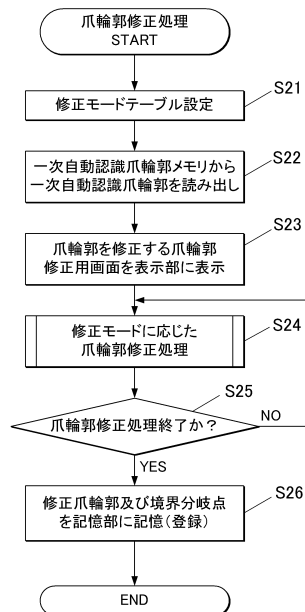 爪輪郭修正処理
START
S21
修正モードテーブル設定
S22
一次自動認識爪輪郭メモリから
一次自動認識爪輪郭を読み出し
S23
爪輪郭を修正する爪輪郭
修正用画面を表示部に表示
S24
修正モードに応じた
爪輪郭修正処理
S25
爪輪郭修正処理終了か?
NO
YES
S26
修正爪輪郭及び境界分岐点
を記憶部に記憶(登録)
END